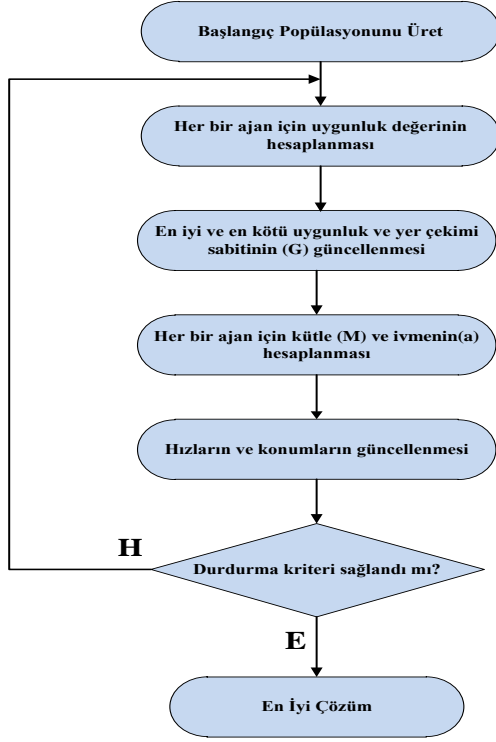 Başlangıç Popülasyonunu Üret
Her bir ajan için uygunluk değerinin
hesaplanması
En iyi ve en kötü uygunluk ve yer çekimi
sabitinin (G) güncellenmesi
Her bir ajan için kütle (M) ve ivmenin(a)
hesaplanması
Hızların ve konumların güncellenmesi
H
Durdurma kriteri sağlandı mı?
E
En İyi Çözüm